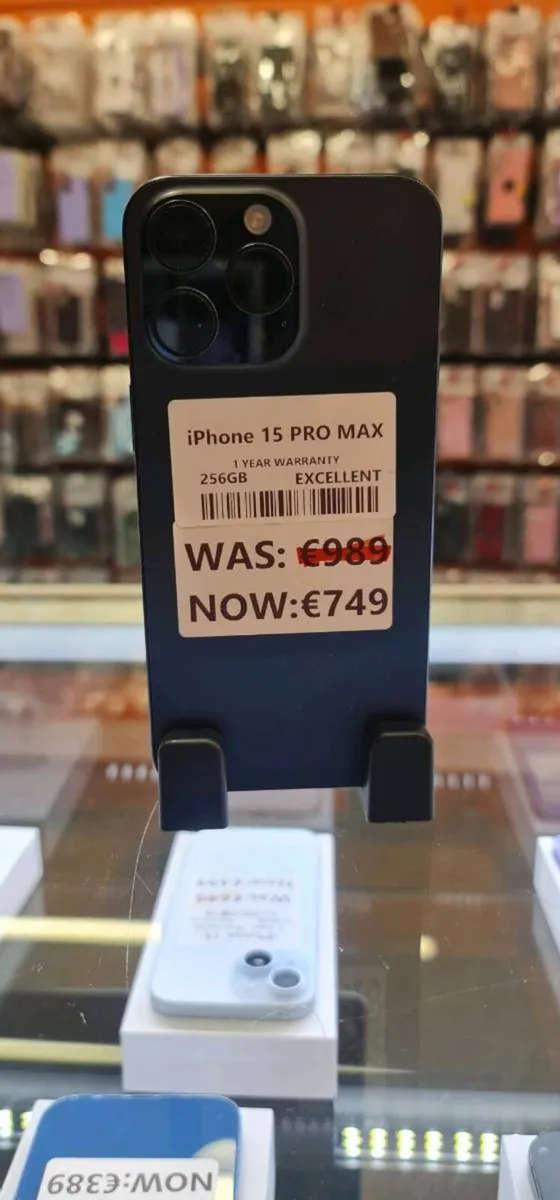 iPhone 15 PRO MAX
1 YEAR WARRANTY
256GB EXCELLENT
WAS: €989
NOW:€749
NOW:€389